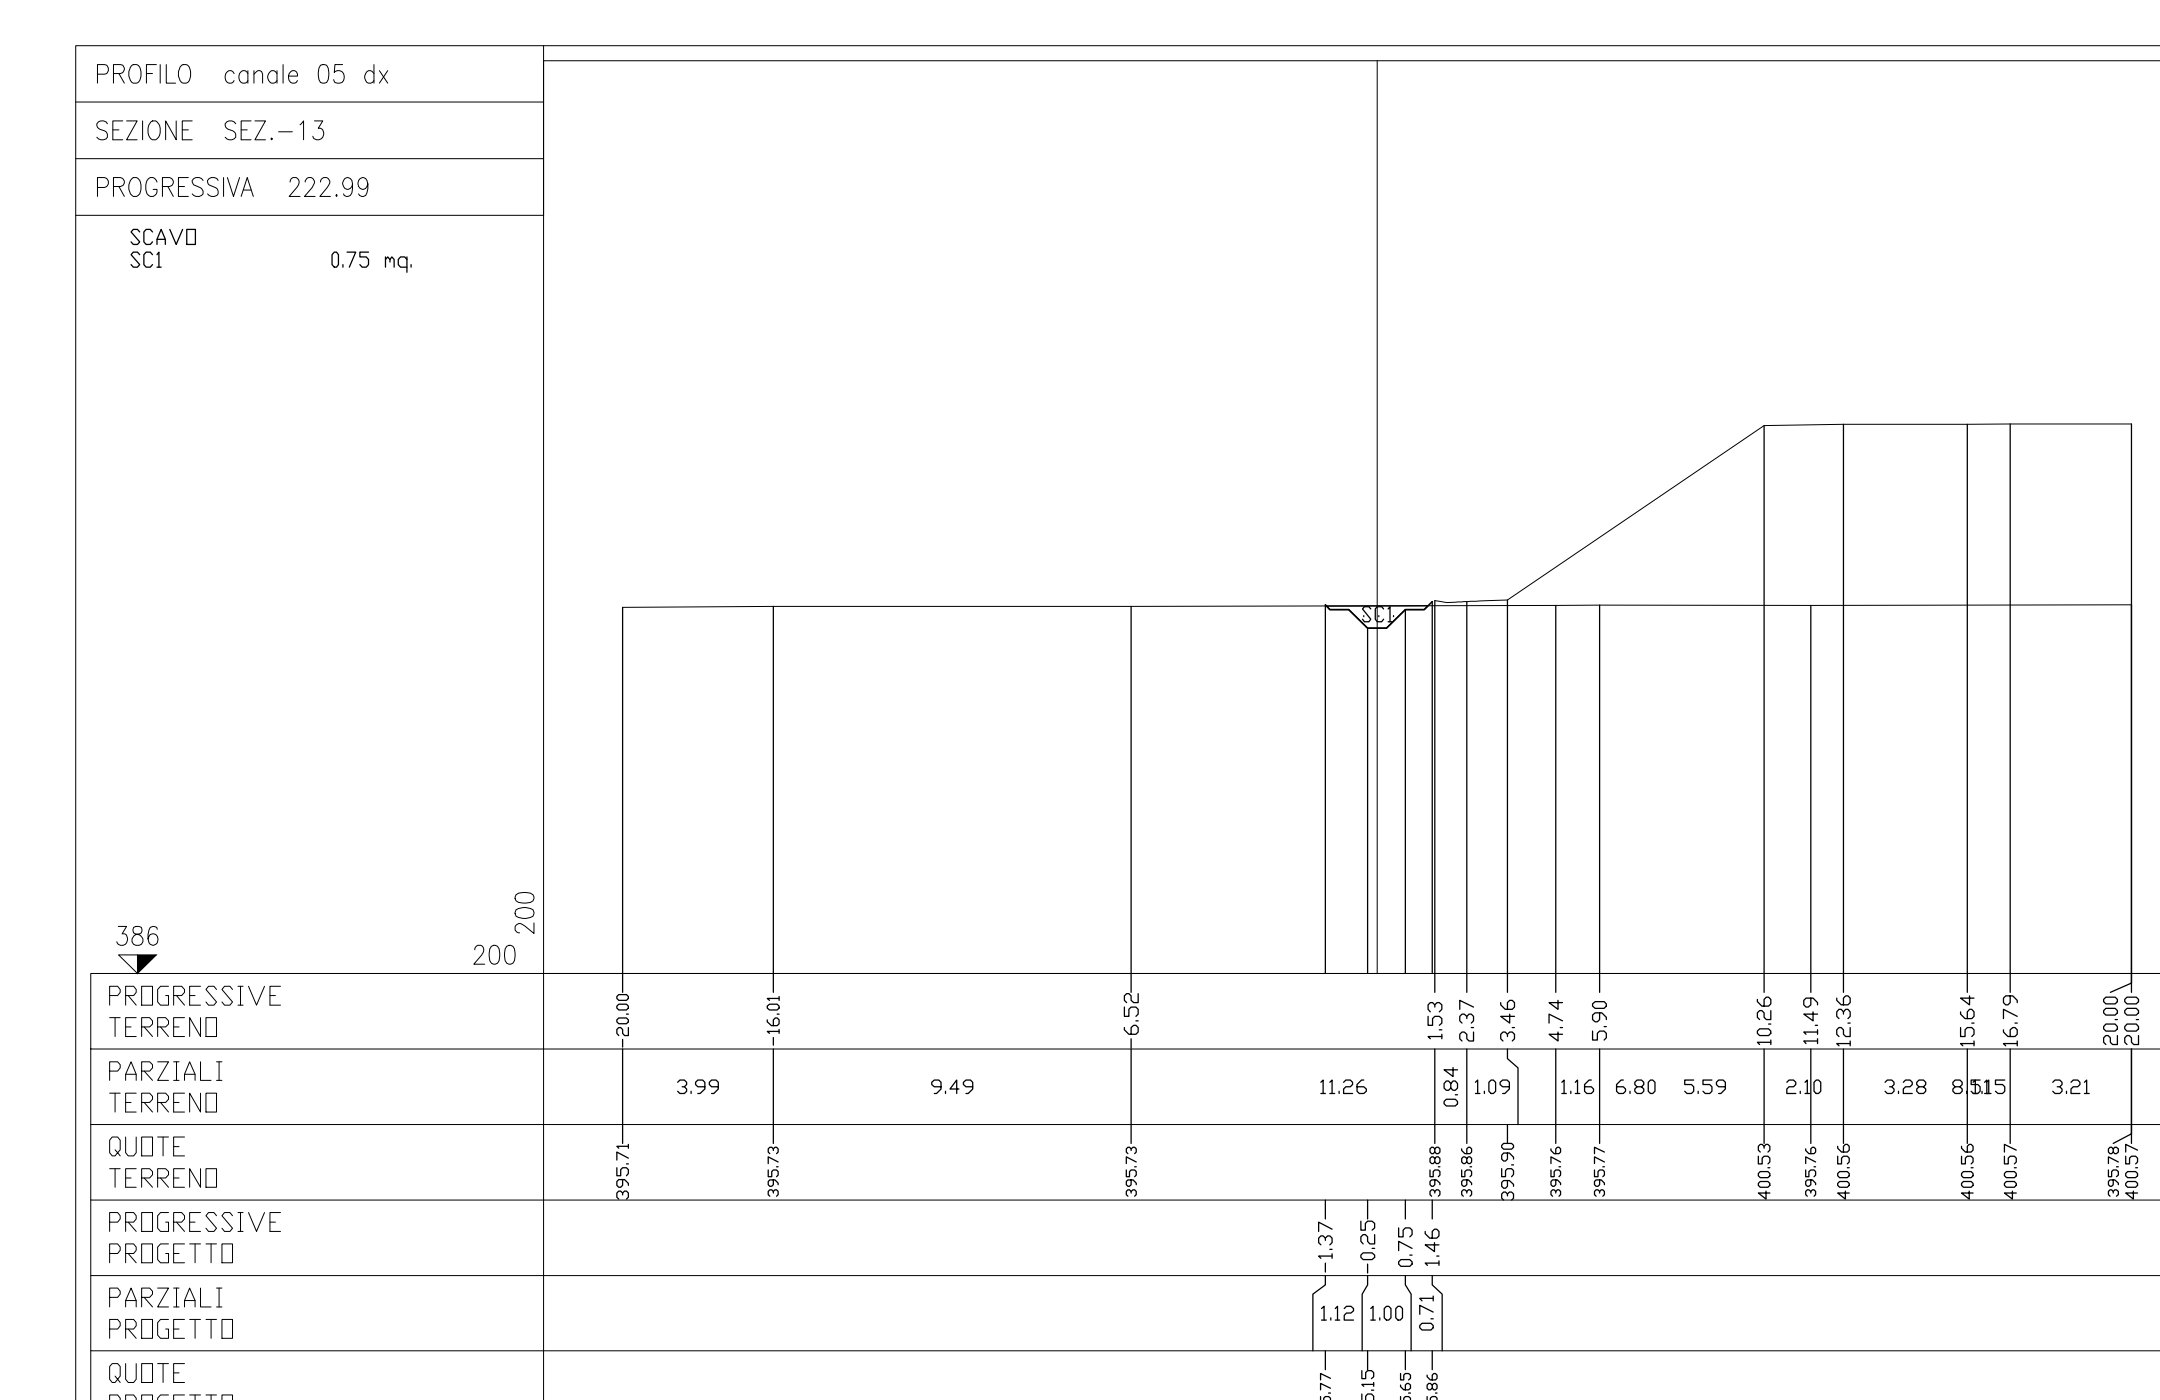 PROFILO canale 05 dx
SEZIONE SEZ.-13
PROGRESSIVA 222.99
SCAVO
SC1 0.75 mq.
SC1
200
386
200
PROGRESSIVE
TERRENO
-20.00 -16.01 -6.52 1.53 2.37 3.46 4.74 5.90 10.26 11.49 12.36 15.64 16.79 20.00 20.00
PARZIALI
TERRENO
3.99 9.49 11.26 0.84 1.09 1.16 6.80 5.59 2.10 3.28 8.51 1.15 3.21
QUOTE
TERRENO
395.71 395.73 395.73 395.88 395.86 395.90 395.76 395.77 400.53 395.76 400.56 400.56 400.57 395.78 400.57
PROGRESSIVE
PROGETTO
-1.37 -0.25 0.75 1.46
PARZIALI
PROGETTO
1.12 1.00 0.71
QUOTE